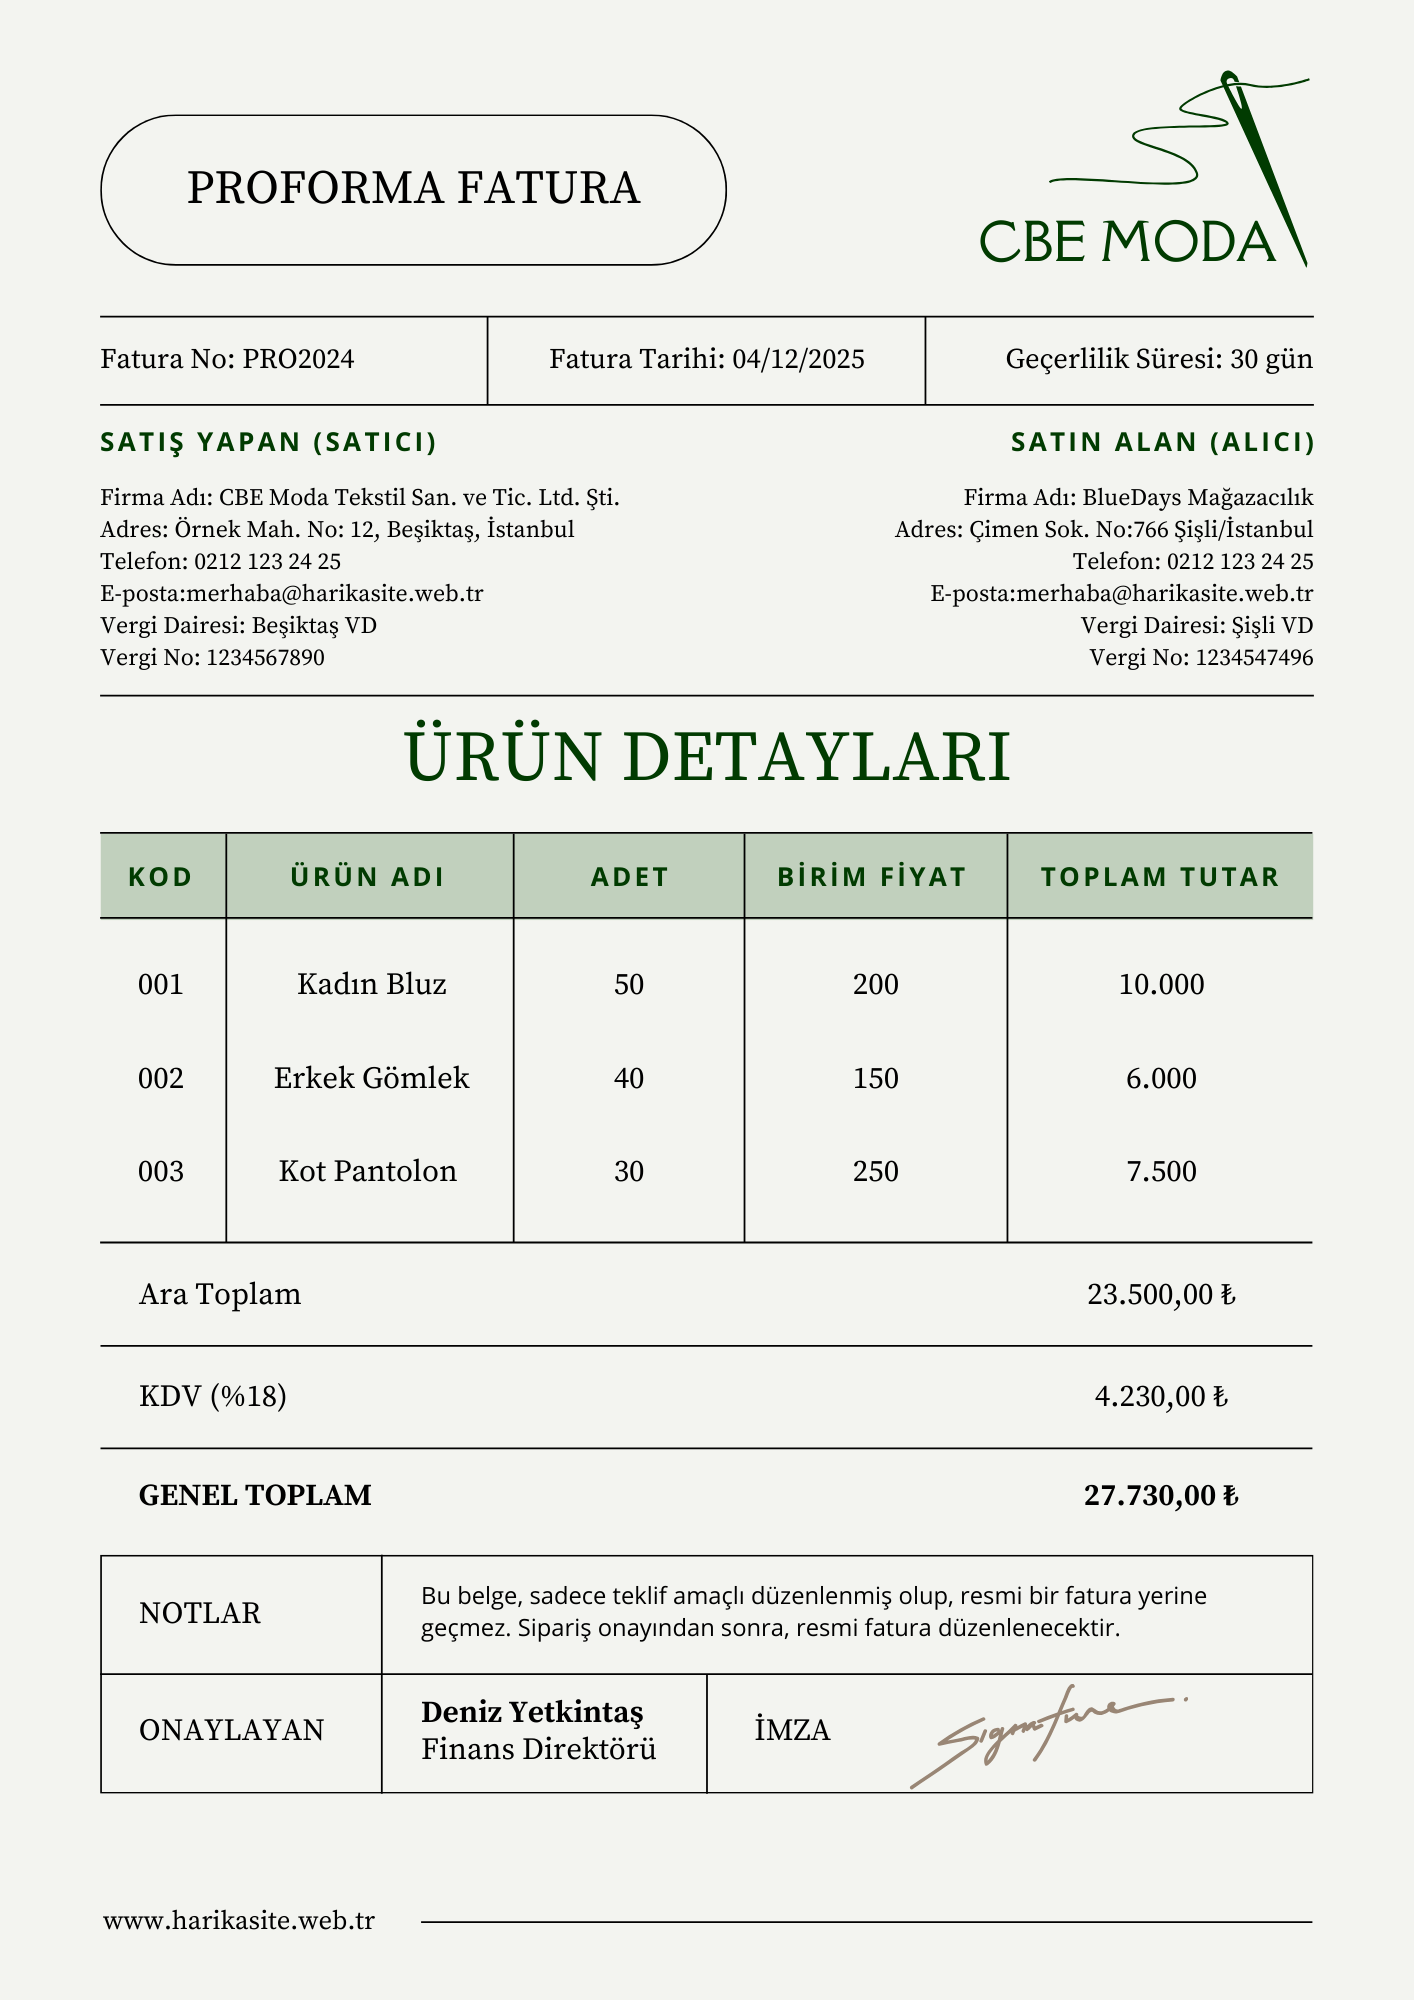 PROFORMA FATURA
CBE MODA
Fatura No: PRO2024
Fatura Tarihi: 04/12/2025
Geçerlilik Süresi: 30 gün
SATIŞ YAPAN (SATICI)
Firma Adı: CBE Moda Tekstil San. ve Tic. Ltd. Şti.
Adres: Örnek Mah. No: 12, Beşiktaş, İstanbul
Telefon: 0212 123 24 25
E-posta:merhaba@harikasite.web.tr
Vergi Dairesi: Beşiktaş VD
Vergi No: 1234567890
SATIN ALAN (ALICI)
Firma Adı: BlueDays Mağazacılık
Adres: Çimen Sok. No:766 Şişli/İstanbul
Telefon: 0212 123 24 25
E-posta:merhaba@harikasite.web.tr
Vergi Dairesi: Şişli VD
Vergi No: 1234547496
ÜRÜN DETAYLARI
KOD ÜRÜN ADI ADET BİRİM FİYAT TOPLAM TUTAR
001 Kadın Bluz 50 200 10.000
002 Erkek Gömlek 40 150 6.000
003 Kot Pantolon 30 250 7.500
Ara Toplam 23.500,00 ₺
KDV (%18) 4.230,00 ₺
GENEL TOPLAM 27.730,00 ₺
NOTLAR
Bu belge, sadece teklif amaçlı düzenlenmiş olup, resmi bir fatura yerine
geçmez. Sipariş onayından sonra, resmi fatura düzenlenecektir.
ONAYLAYAN
Deniz Yetkintaş
Finans Direktörü
İMZA
Signature
www.harikasite.web.tr